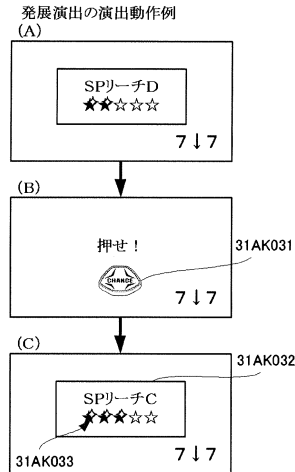 発展演出の演出動作例
(A)
SPリーチD
★★☆☆☆
7↓7
(B)
押せ！
31AK031
CHANCE
7↓7
(C)
31AK032
SPリーチC
★★★☆☆
31AK033
7↓7